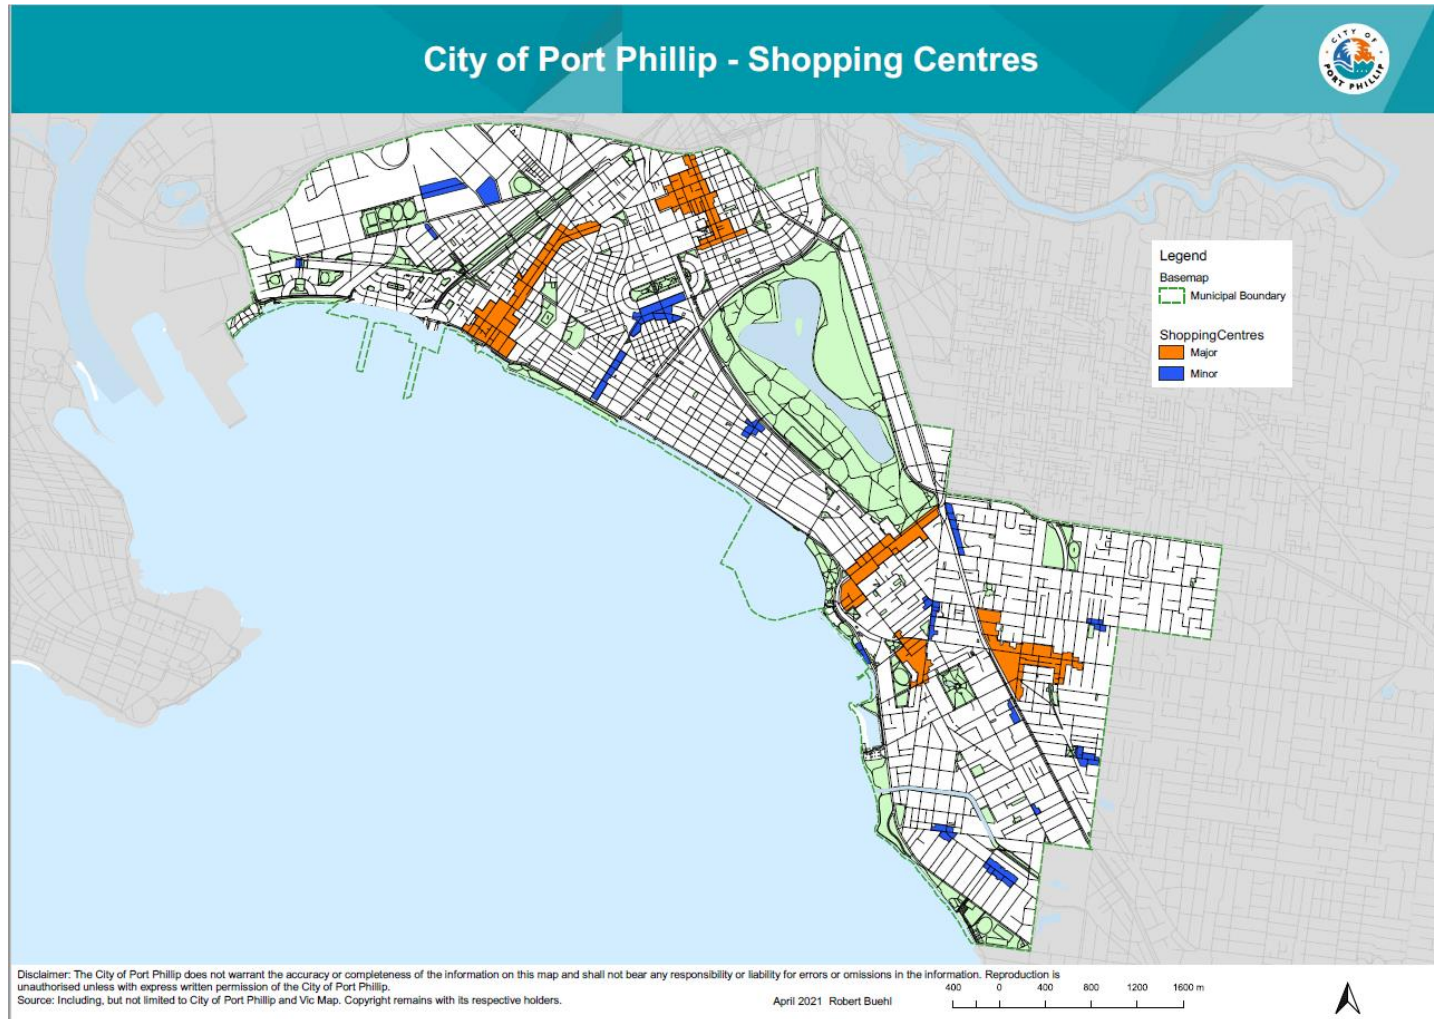 City of Port Phillip - Shopping Centres
CITY OF
PORT PHILLIP
Legend
Basemap
Municipal Boundary
ShoppingCentres
Major
Minor
Disclaimer: The City of Port Phillip does not warrant the accuracy or completeness of the information on this map and shall not bear any responsibility or liability for errors or omissions in the information. Reproduction is
unauthorised unless with express written permission of the City of Port Phillip.
Source: Including, but not limited to City of Port Phillip and Vic Map. Copyright remains with its respective holders.
April 2021 Robert Buehl
400 0 400 800 1200 1600 m